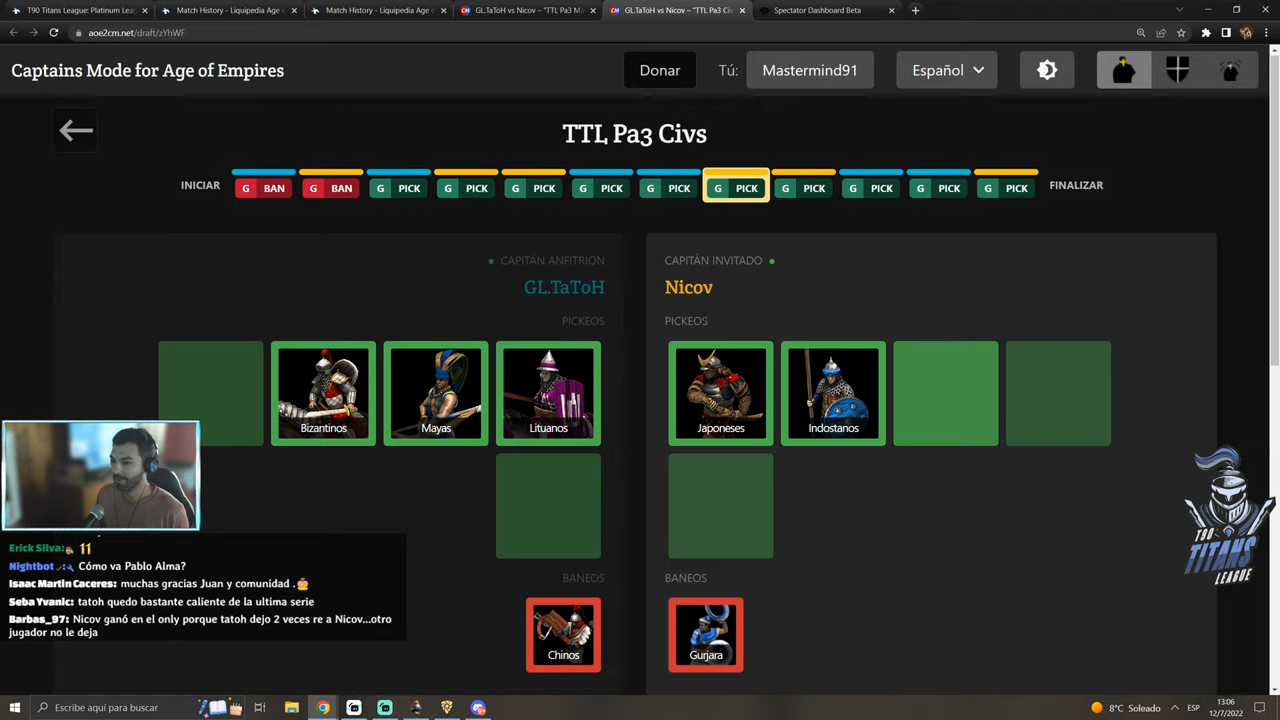 T90 Titans League: Platinum Leag
Match History - Liquipedia Age of
Match History - Liquipedia Age of
GL.TaToH vs Nicov – "TTL Pa3 Ma
GL.TaToH vs Nicov – "TTL Pa3 Civ
Spectator Dashboard Beta
aoe2cm.net/draft/zYhWF
Captains Mode for Age of Empires
Donar
Tú:
Mastermind91
Español
TTL Pa3 Civs
INICIAR
G BAN
G BAN
G PICK
G PICK
G PICK
G PICK
G PICK
G PICK
G PICK
G PICK
G PICK
G PICK
FINALIZAR
CAPITÁN ANFITRION
GL.TaToH
PICKEOS
Bizantinos
Mayas
Lituanos
BANEOS
Chinos
CAPITÁN INVITADO
Nicov
PICKEOS
Japoneses
Indostanos
BANEOS
Gurjara
Erick Silva: 11
Nightbot : Cómo va Pablo Alma?
Isaac Martin Caceres: muchas gracias Juan y comunidad .
Seba Yvanic: tatoh quedo bastante caliente de la ultima serie
Barbas_97: Nicov ganó en el only porque tatoh dejo 2 veces re a Nicov...otro
jugador no le deja
T90
TITANS
LEAGUE
Escribe aquí para buscar
8°C Soleado
ESP
13:06
12/7/2022